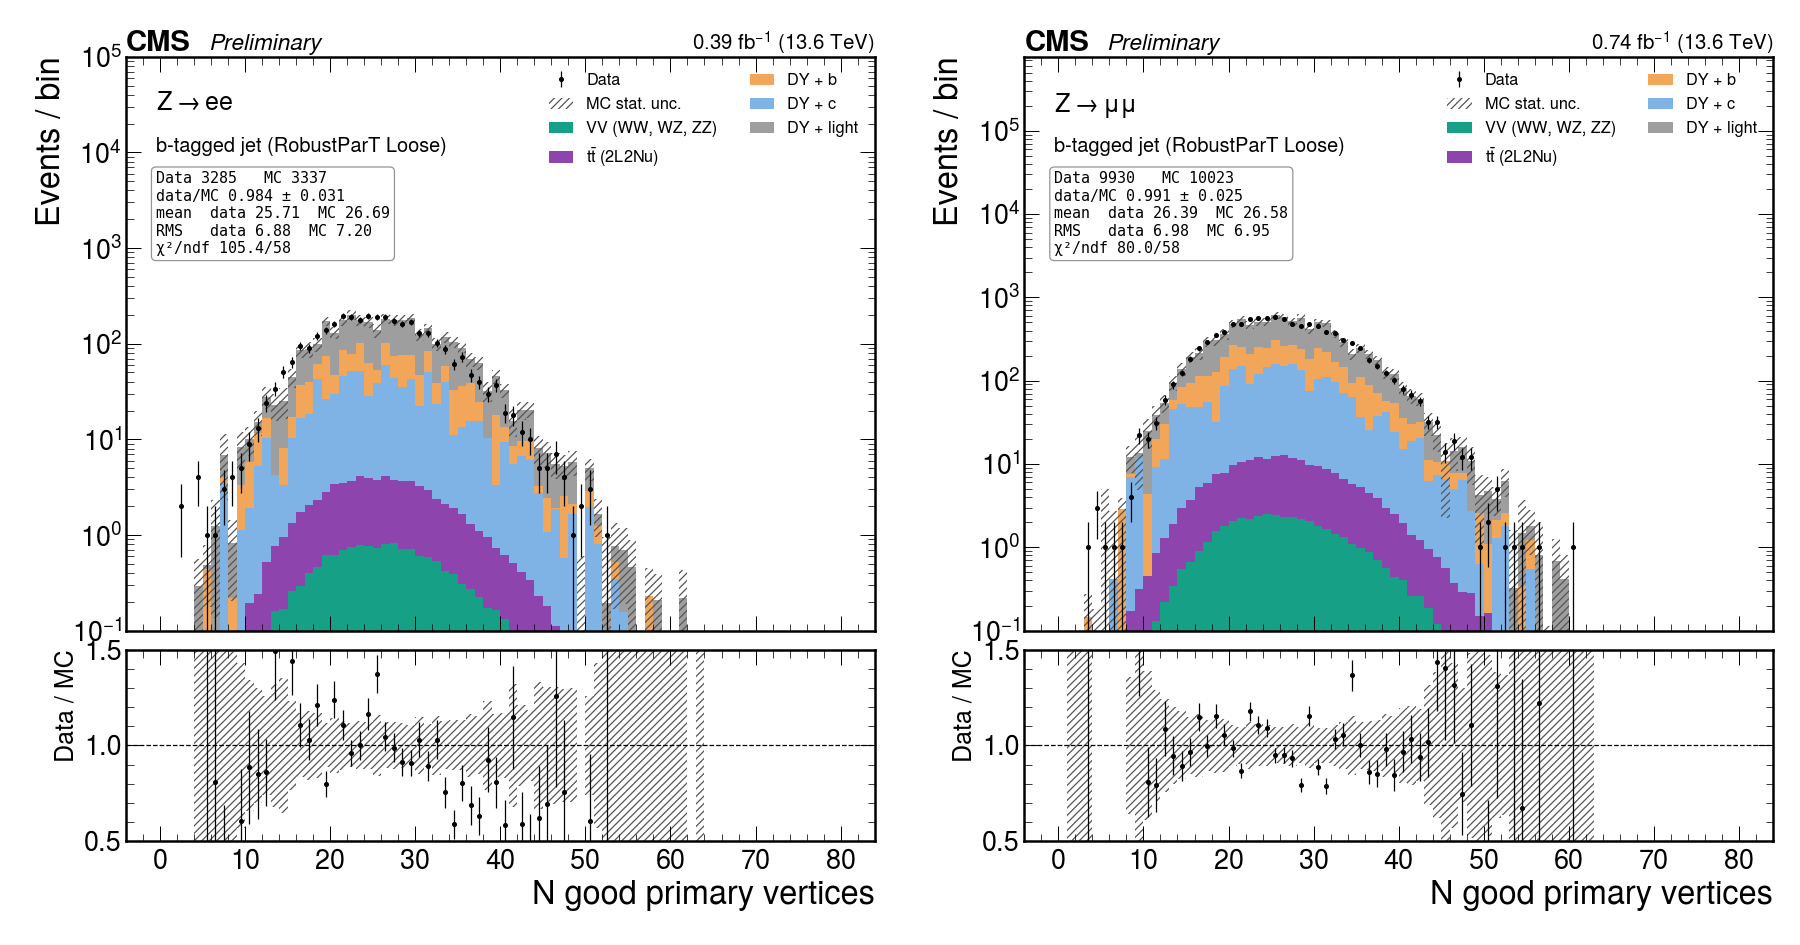 CMS Preliminary 0.39 fb⁻¹ (13.6 TeV)
Events / bin
10⁵
10⁴
10³
10²
10¹
10⁰
10⁻¹
Z → ee
b-tagged jet (RobustParT Loose)
Data 3285 MC 3337
data/MC 0.984 ± 0.031
mean data 25.71 MC 26.69
RMS data 6.88 MC 7.20
χ²/ndf 105.4/58
Data
MC stat. unc.
VV (WW, WZ, ZZ)
tt̄ (2L2Nu)
DY + b
DY + c
DY + light
Data / MC
1.5
1.0
0.5
0 10 20 30 40 50 60 70 80
N good primary vertices
CMS Preliminary 0.74 fb⁻¹ (13.6 TeV)
Events / bin
10⁵
10⁴
10³
10²
10¹
10⁰
10⁻¹
Z → μμ
b-tagged jet (RobustParT Loose)
Data 9930 MC 10023
data/MC 0.991 ± 0.025
mean data 26.39 MC 26.58
RMS data 6.98 MC 6.95
χ²/ndf 80.0/58
Data
MC stat. unc.
VV (WW, WZ, ZZ)
tt̄ (2L2Nu)
DY + b
DY + c
DY + light
Data / MC
1.5
1.0
0.5
0 10 20 30 40 50 60 70 80
N good primary vertices